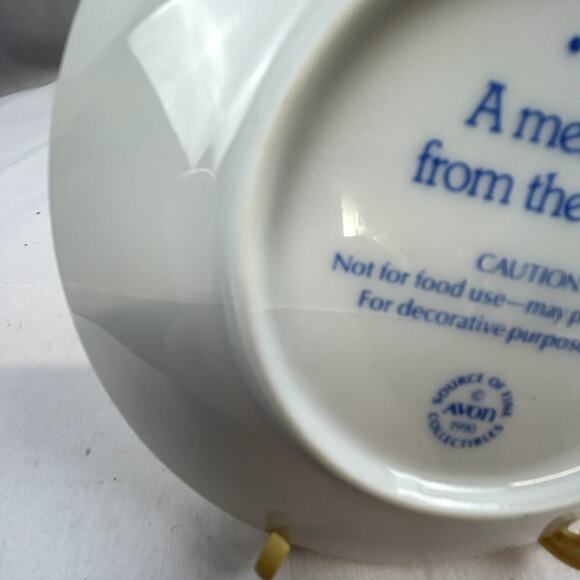 A me
from the
CAUTION
Not for food use—may p
For decorative purpos
SOURCE OF FINE
©
AVON
1990
COLLECTIBLES